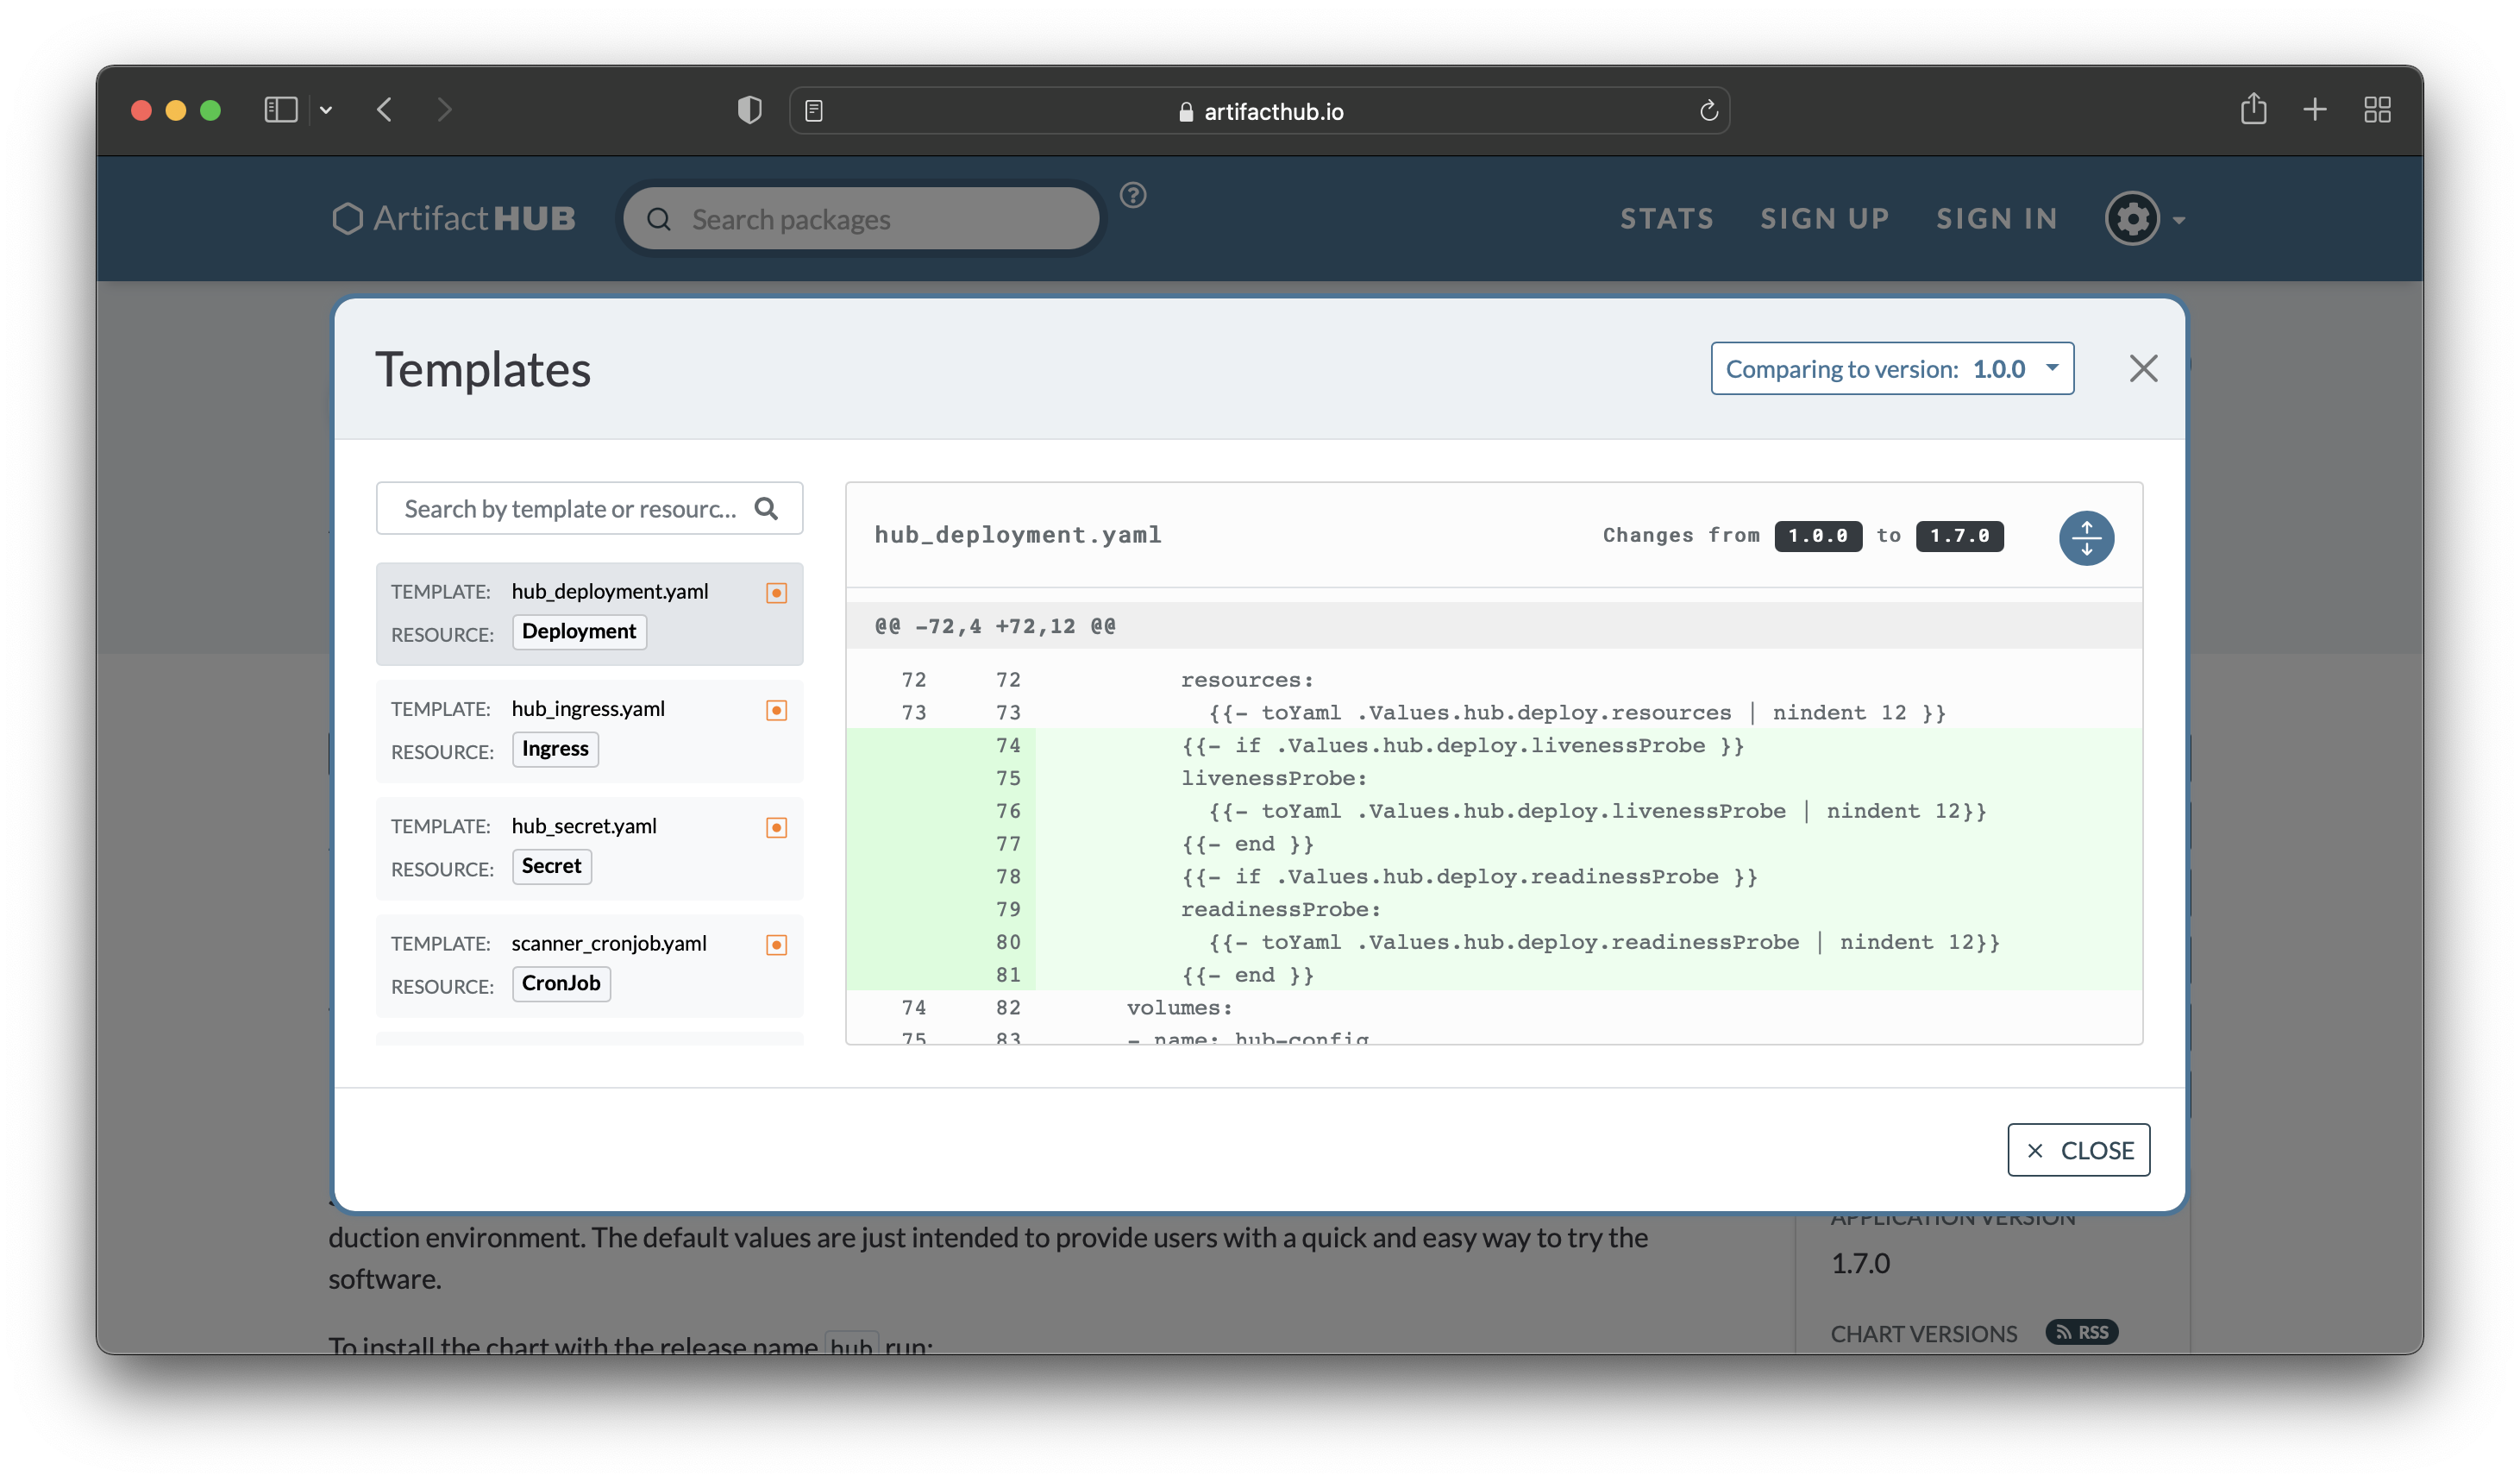 artifacthub.io
Artifact HUB
Search packages
?
STATS
SIGN UP
SIGN IN
Templates
Comparing to version: 1.0.0
Search by template or resourc...
TEMPLATE: hub_deployment.yaml
RESOURCE: Deployment
TEMPLATE: hub_ingress.yaml
RESOURCE: Ingress
TEMPLATE: hub_secret.yaml
RESOURCE: Secret
TEMPLATE: scanner_cronjob.yaml
RESOURCE: CronJob
hub_deployment.yaml
Changes from 1.0.0 to 1.7.0
@@ -72,4 +72,12 @@
72 72 resources:
73 73 {{- toYaml .Values.hub.deploy.resources | nindent 12 }}
74 {{- if .Values.hub.deploy.livenessProbe }}
75 livenessProbe:
76 {{- toYaml .Values.hub.deploy.livenessProbe | nindent 12}}
77 {{- end }}
78 {{- if .Values.hub.deploy.readinessProbe }}
79 readinessProbe:
80 {{- toYaml .Values.hub.deploy.readinessProbe | nindent 12}}
81 {{- end }}
74 82 volumes:
75 83 - name: hub-config
CLOSE
duction environment. The default values are just intended to provide users with a quick and easy way to try the
software.
To install the chart with the release name hub run:
APPLICATION VERSION
1.7.0
CHART VERSIONS
RSS